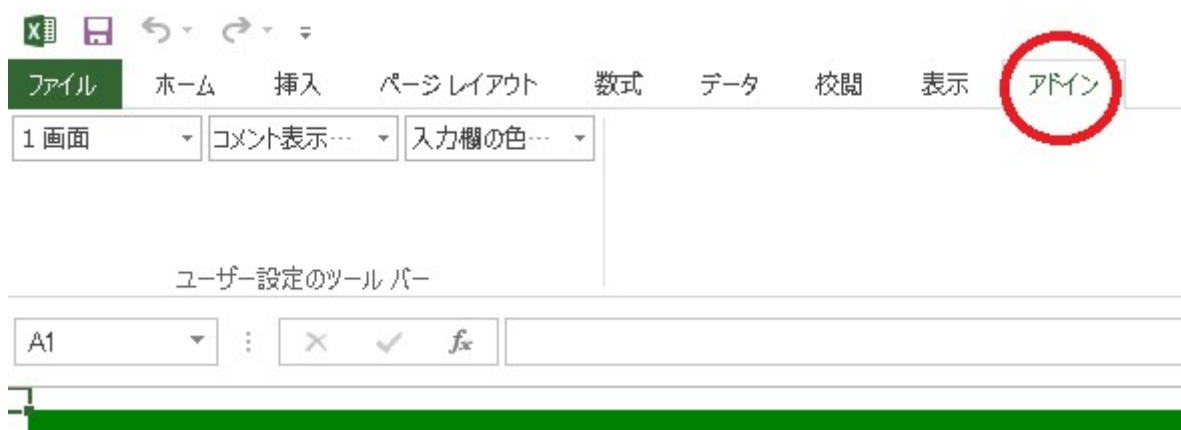 ファイル ホーム 挿入 ページ レイアウト 数式 データ 校閲 表示 アドイン
1 画面 コメント表示… 入力欄の色…
ユーザー設定のツール バー
A1 fx